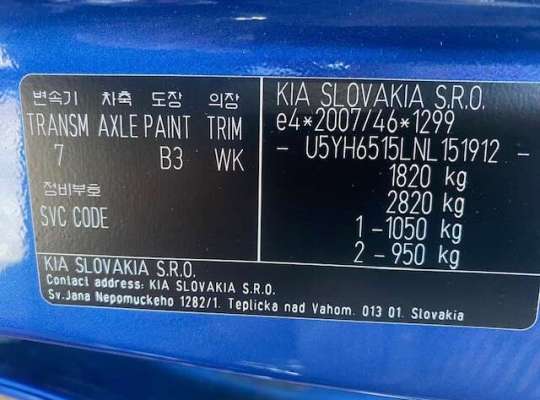 변속기 차축 도장 의장
TRANSM AXLE PAINT TRIM
7 B3 WK
정비부호
SVC CODE
KIA SLOVAKIA S.R.O.
e4*2007/46*1299
- U5YH6515LNL151912 -
1820 kg
2820 kg
1 - 1050 kg
2 - 950 kg
KIA SLOVAKIA S.R.O.
Contacl address: KIA SLOVAKIA S.R.O.
Sv.Jana Nepomuckeho 1282/1. Teplicka nad Vahom. 013 01. Slovakia